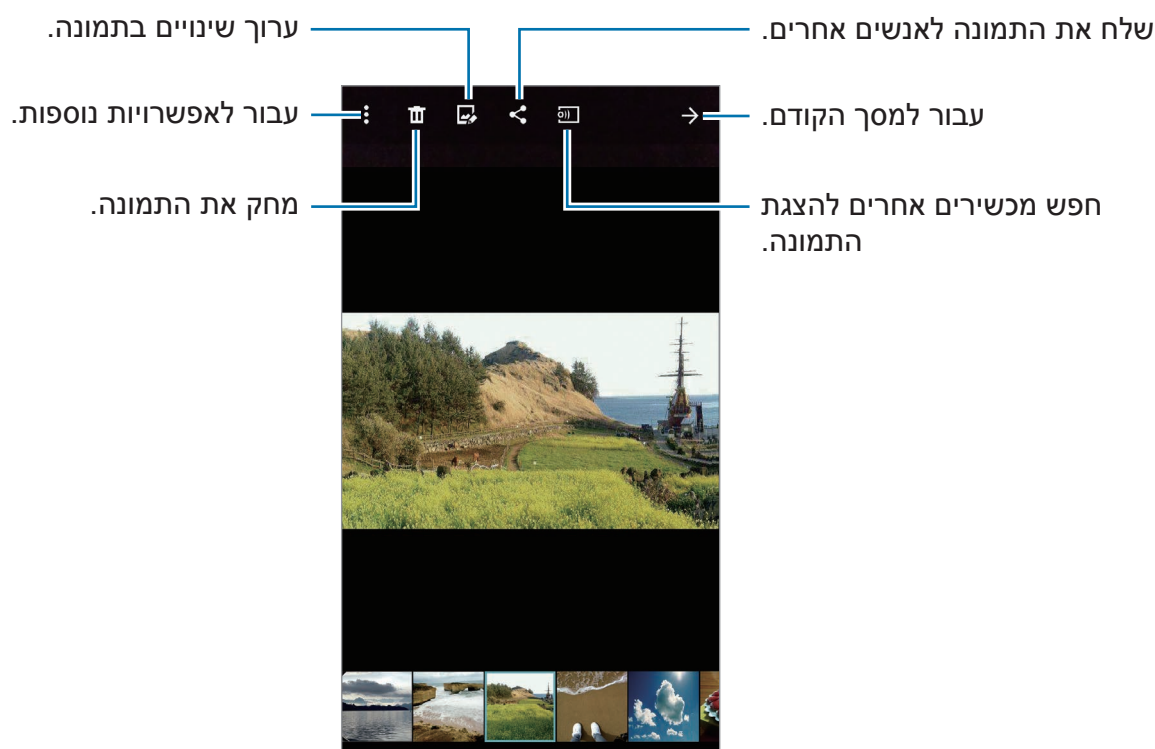 שלח את התמונה לאנשים אחרים.
ערוך שינויים בתמונה.
עבור למסך הקודם.
עבור לאפשרויות נוספות.
חפש מכשירים אחרים להצגת
התמונה.
מחק את התמונה.